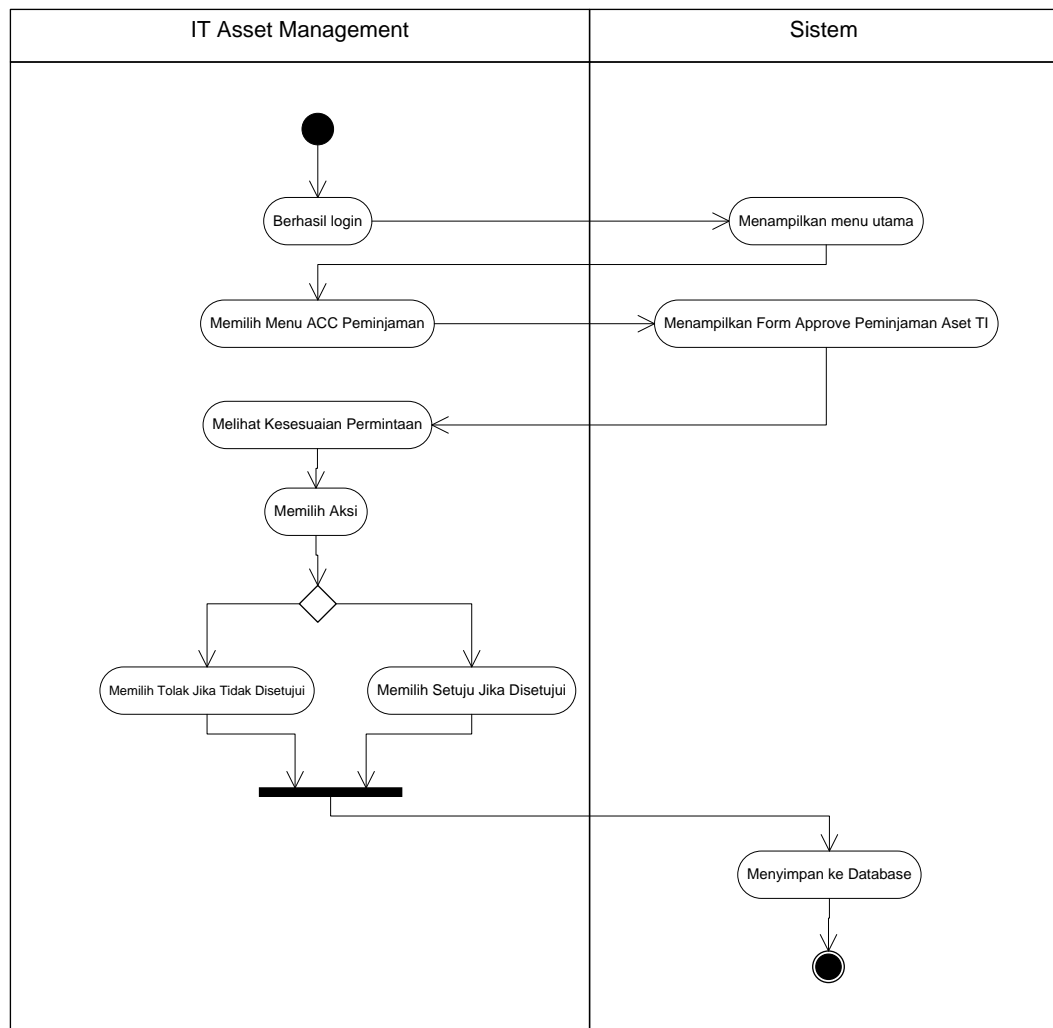 IT Asset Management
Sistem
Berhasil login
Menampilkan menu utama
Memilih Menu ACC Peminjaman
Menampilkan Form Approve Peminjaman Aset TI
Melihat Kesesuaian Permintaan
Memilih Aksi
Memilih Tolak Jika Tidak Disetujui
Memilih Setuju Jika Disetujui
Menyimpan ke Database